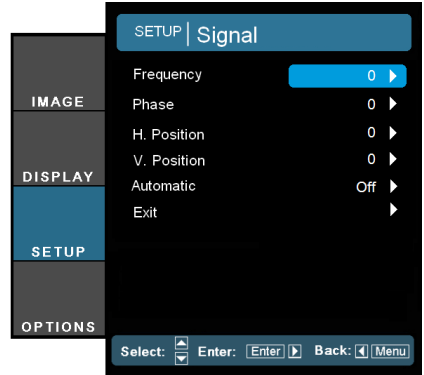 SETUP | Signal
Frequency 0
IMAGE
Phase 0
H. Position 0
V. Position 0
DISPLAY
Automatic Off
Exit
SETUP
OPTIONS
Select: Enter: Enter Back: Menu